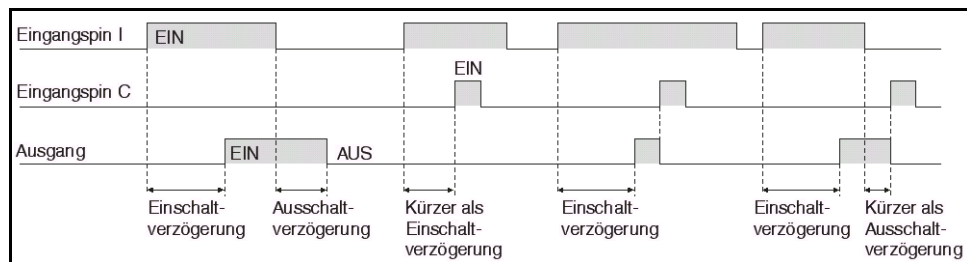 Eingangspin I
EIN
EIN
Eingangspin C
Ausgang
EIN
AUS
Einschalt-
verzögerung
Ausschalt-
verzögerung
Kürzer als
Einschalt-
verzögerung
Einschalt-
verzögerung
Einschalt-
verzögerung
Kürzer als
Ausschalt-
verzögerung